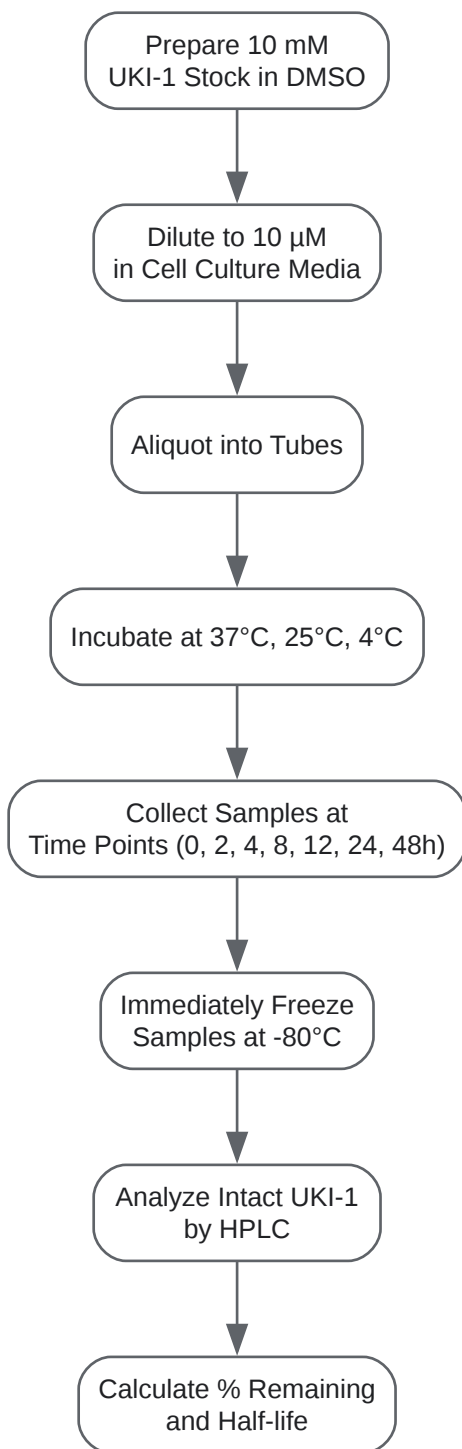 Prepare 10 mM
UKI-1 Stock in DMSO
Dilute to 10 µM
in Cell Culture Media
Aliquot into Tubes
Incubate at 37°C, 25°C, 4°C
Collect Samples at
Time Points (0, 2, 4, 8, 12, 24, 48h)
Immediately Freeze
Samples at -80°C
Analyze Intact UKI-1
by HPLC
Calculate % Remaining
and Half-life